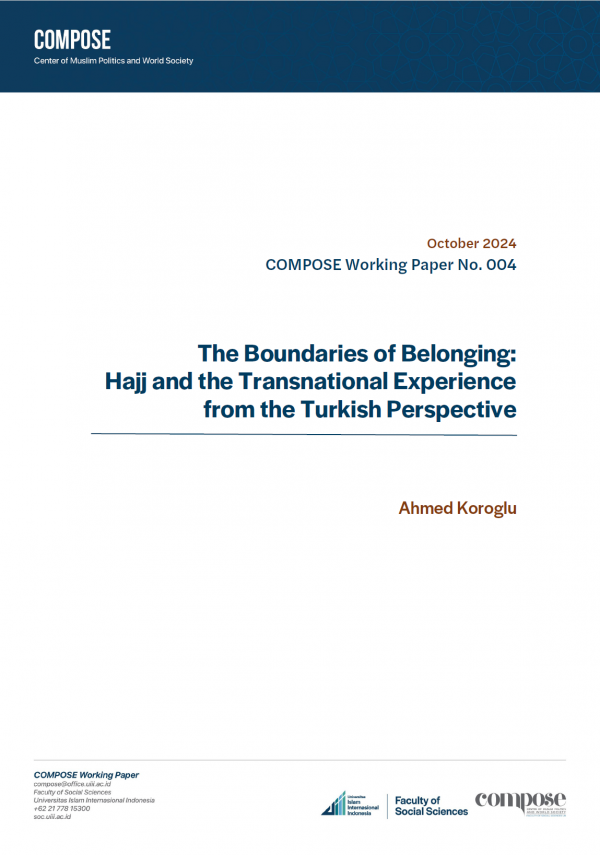 COMPOSE
Center of Muslim Politics and World Society
October 2024
COMPOSE Working Paper No. 004
The Boundaries of Belonging:
Hajj and the Transnational Experience
from the Turkish Perspective
Ahmed Koroglu
COMPOSE Working Paper
compose@office.uiii.ac.id
Faculty of Social Sciences
Universitas Islam Internasional Indonesia
+62 21 778 15300
soc.uiii.ac.id
Universitas
Islam
Internasional
Indonesia
Faculty of
Social Sciences
compose